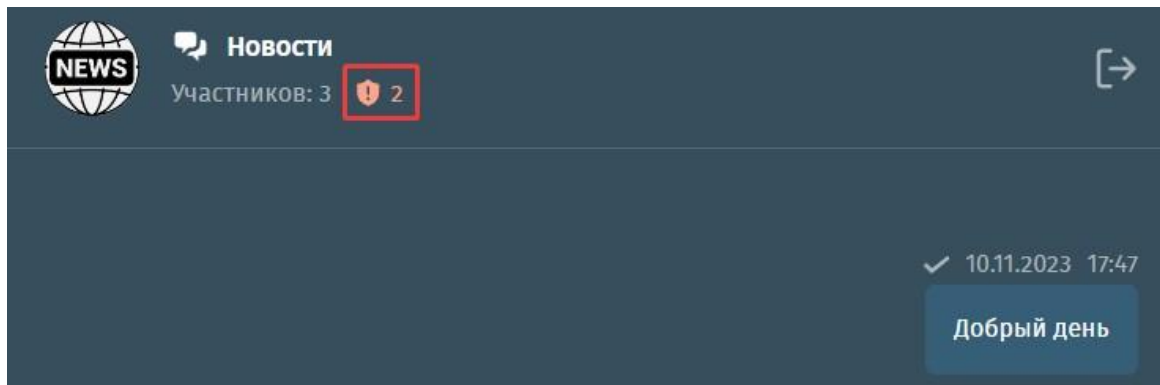 NEWS
Новости
Участников: 3 2
10.11.2023 17:47
Добрый день